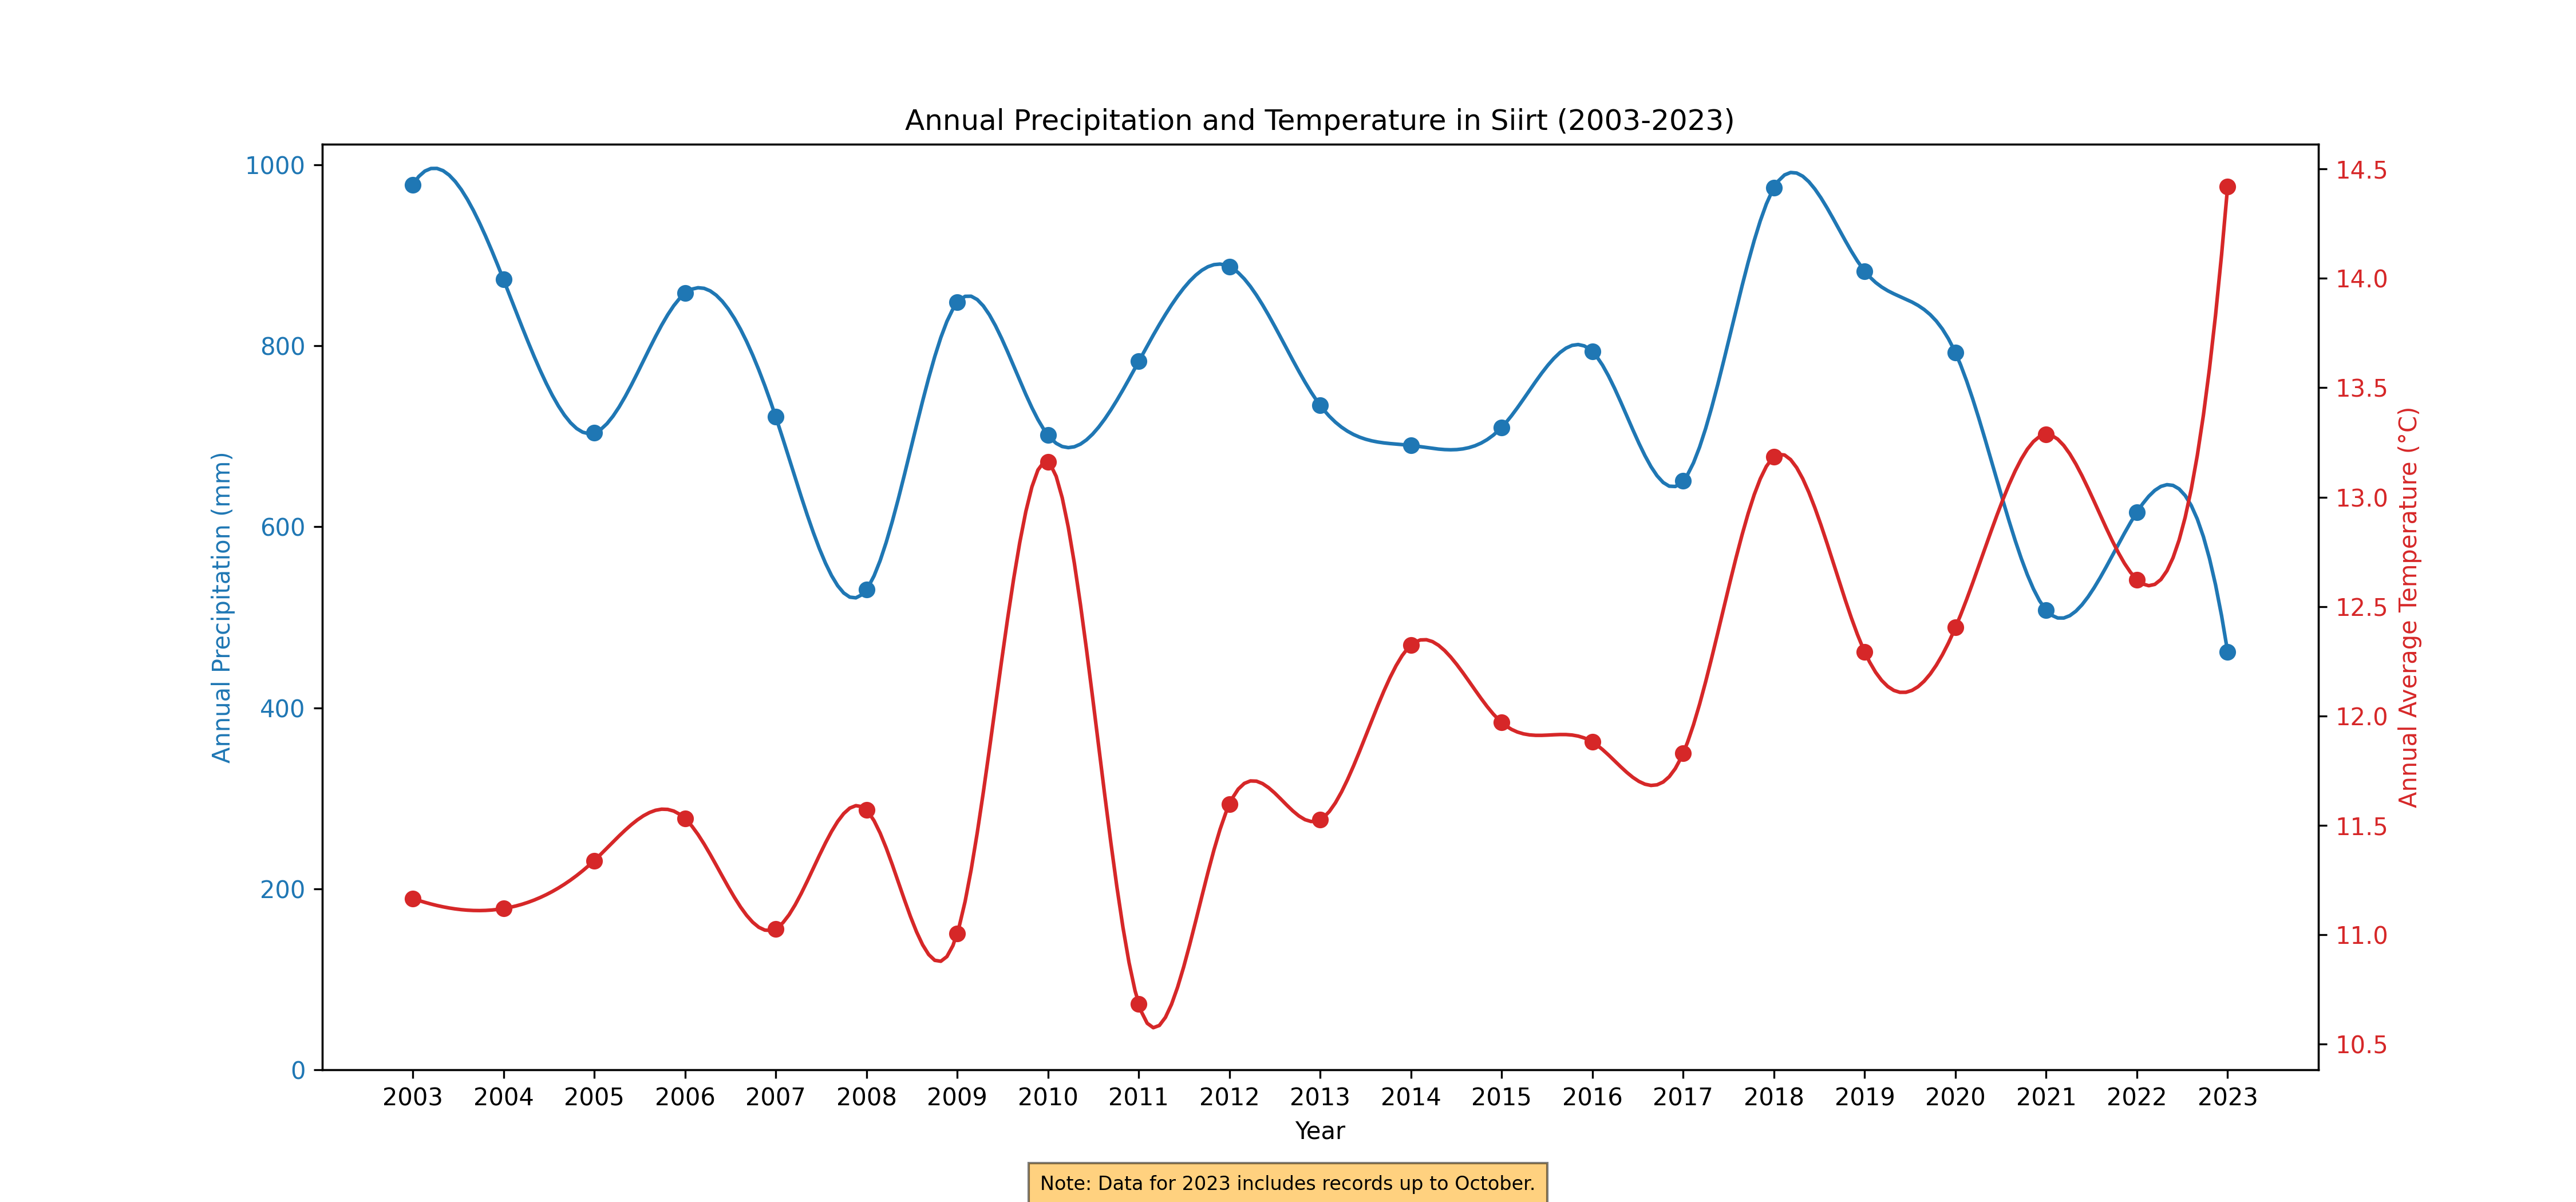 Annual Precipitation and Temperature in Siirt (2003-2023)
1000
800
600
400
200
0
Annual Precipitation (mm)
14.5
14.0
13.5
13.0
12.5
12.0
11.5
11.0
10.5
Annual Average Temperature (°C)
2003 2004 2005 2006 2007 2008 2009 2010 2011 2012 2013 2014 2015 2016 2017 2018 2019 2020 2021 2022 2023
Year
Note: Data for 2023 includes records up to October.